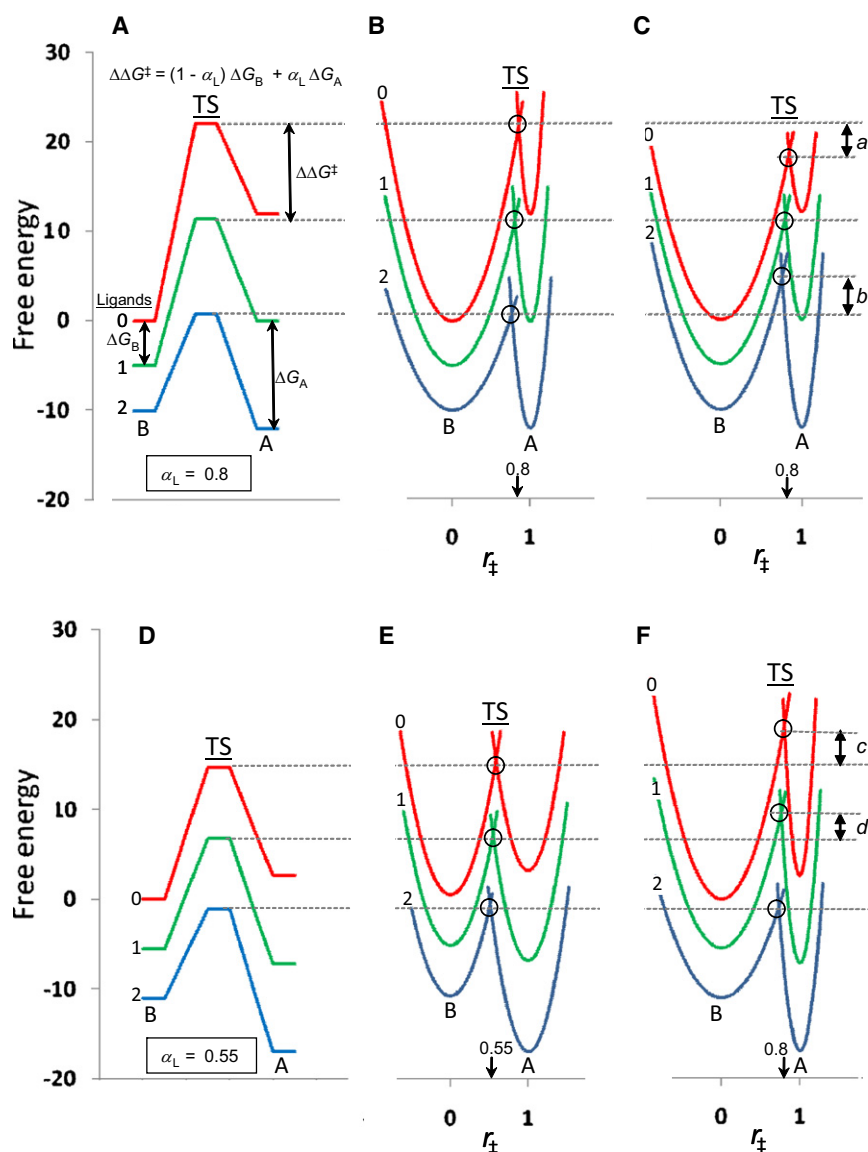 A
B
C
30
20
10
0
-10
-20
Free energy
ΔΔG‡ = (1 - αL) ΔGB + αL ΔGA
TS
ΔΔG‡
Ligands
0
ΔGB
1
2
B
ΔGA
A
αL = 0.8
TS
0
1
2
B
A
0.8
0 1
r‡
TS
0
1
2
a
b
B
A
0.8
0 1
r‡
D
E
F
30
20
10
0
-10
-20
Free energy
TS
0
1
2
B
A
αL = 0.55
TS
0
1
2
B
A
0.55
0 1
r‡
TS
0
1
2
c
d
B
A
0.8
0 1
r‡